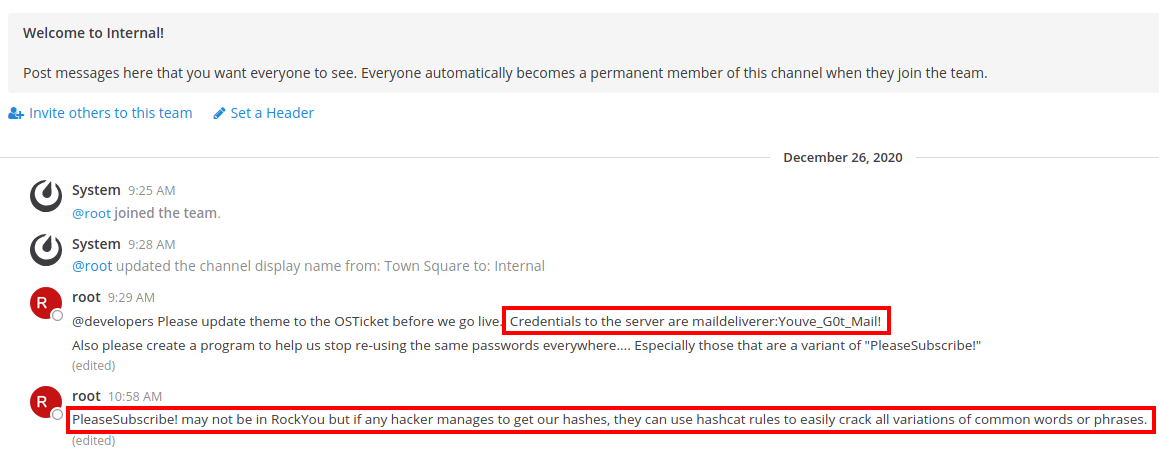 Welcome to Internal!
Post messages here that you want everyone to see. Everyone automatically becomes a permanent member of this channel when they join the team.
Invite others to this team Set a Header
December 26, 2020
System 9:25 AM
@root joined the team.
System 9:28 AM
@root updated the channel display name from: Town Square to: Internal
R root 9:29 AM
@developers Please update theme to the OSTicket before we go live. Credentials to the server are maildeliverer:Youve_G0t_Mail!
Also please create a program to help us stop re-using the same passwords everywhere.... Especially those that are a variant of "PleaseSubscribe!"
(edited)
R root 10:58 AM
PleaseSubscribe! may not be in RockYou but if any hacker manages to get our hashes, they can use hashcat rules to easily crack all variations of common words or phrases.
(edited)